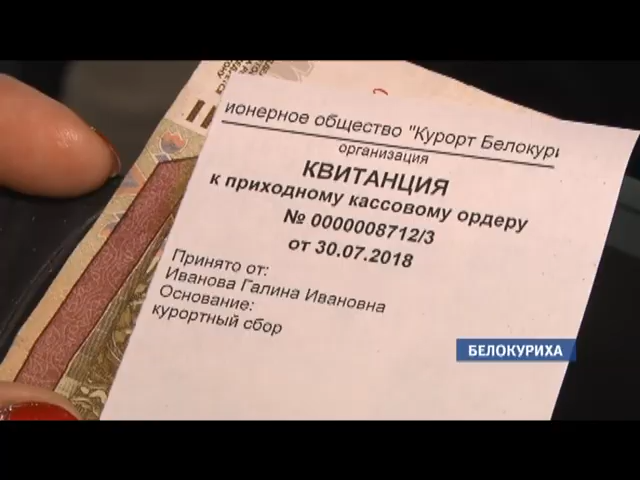 ионерное общество "Курорт Белокури
организация
КВИТАНЦИЯ
к приходному кассовому ордеру
№ 0000008712/3
от 30.07.2018
Принято от:
Иванова Галина Ивановна
Основание:
курортный сбор
БЕЛОКУРИХА